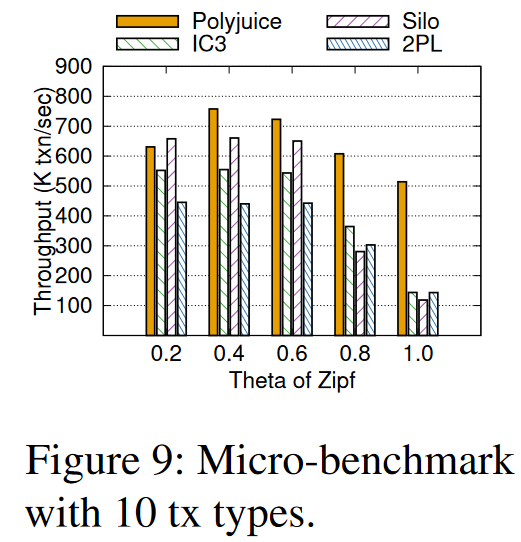 Polyjuice
Silo
IC3
2PL
900
800
700
600
500
400
300
200
100
Throughput (K txn/sec)
0.2 0.4 0.6 0.8 1.0
Theta of Zipf
Figure 9: Micro-benchmark
with 10 tx types.